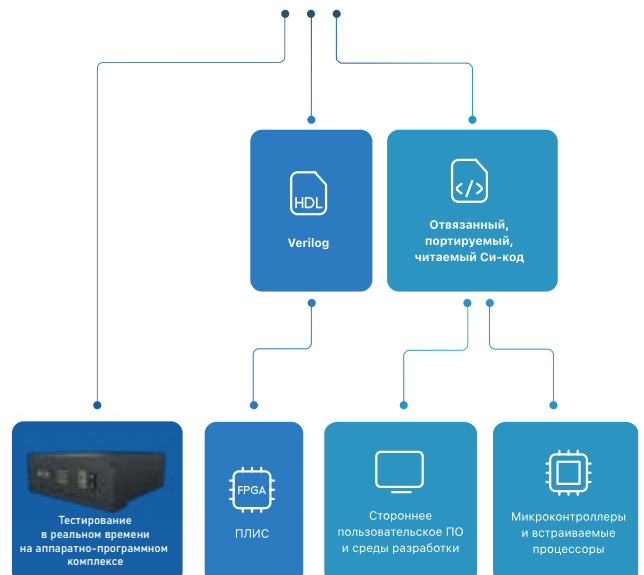 HDL
Verilog
</>
Отвязанный,
портируемый,
читаемый Си-код
Тестирование
в реальном времени
на аппаратно-программном
комплексе
FPGA
ПЛИС
Стороннее
пользовательское ПО
и среды разработки
Микроконтроллеры
и встраиваемые
процессоры